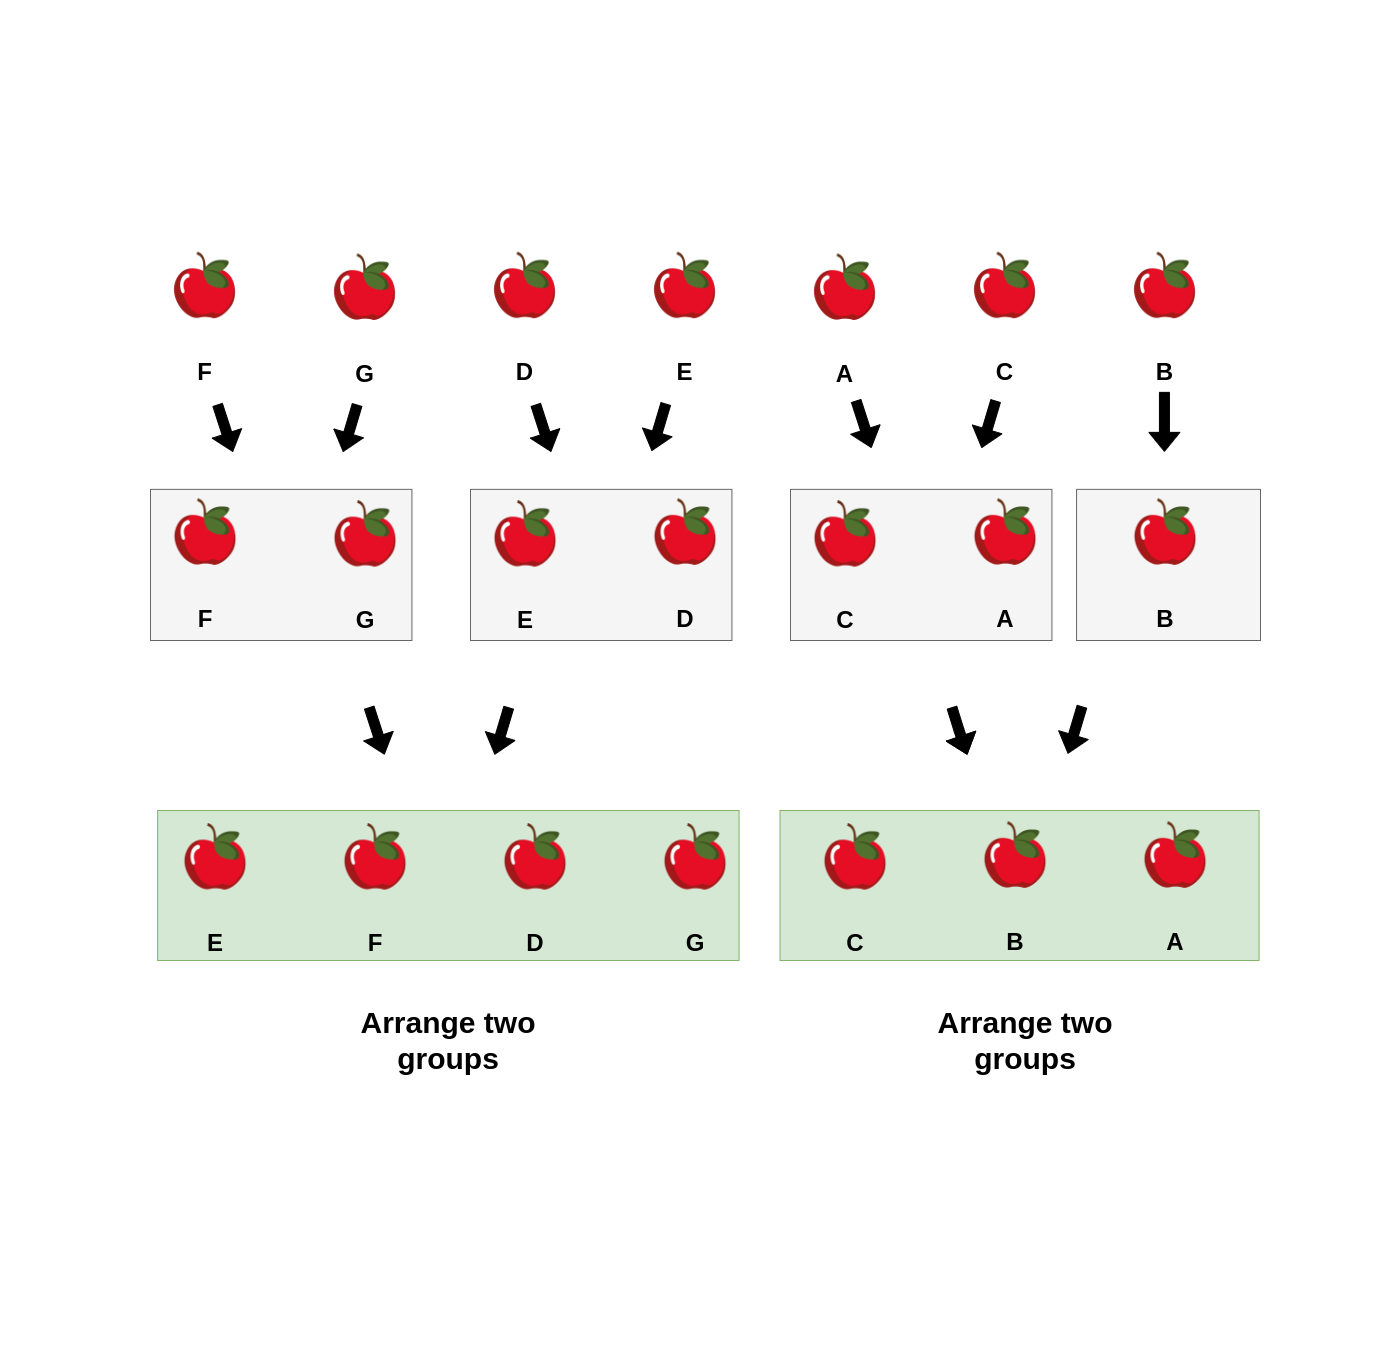 F G D E A C B
F G E D C A B
E F D G C B A
Arrange two
groups
Arrange two
groups